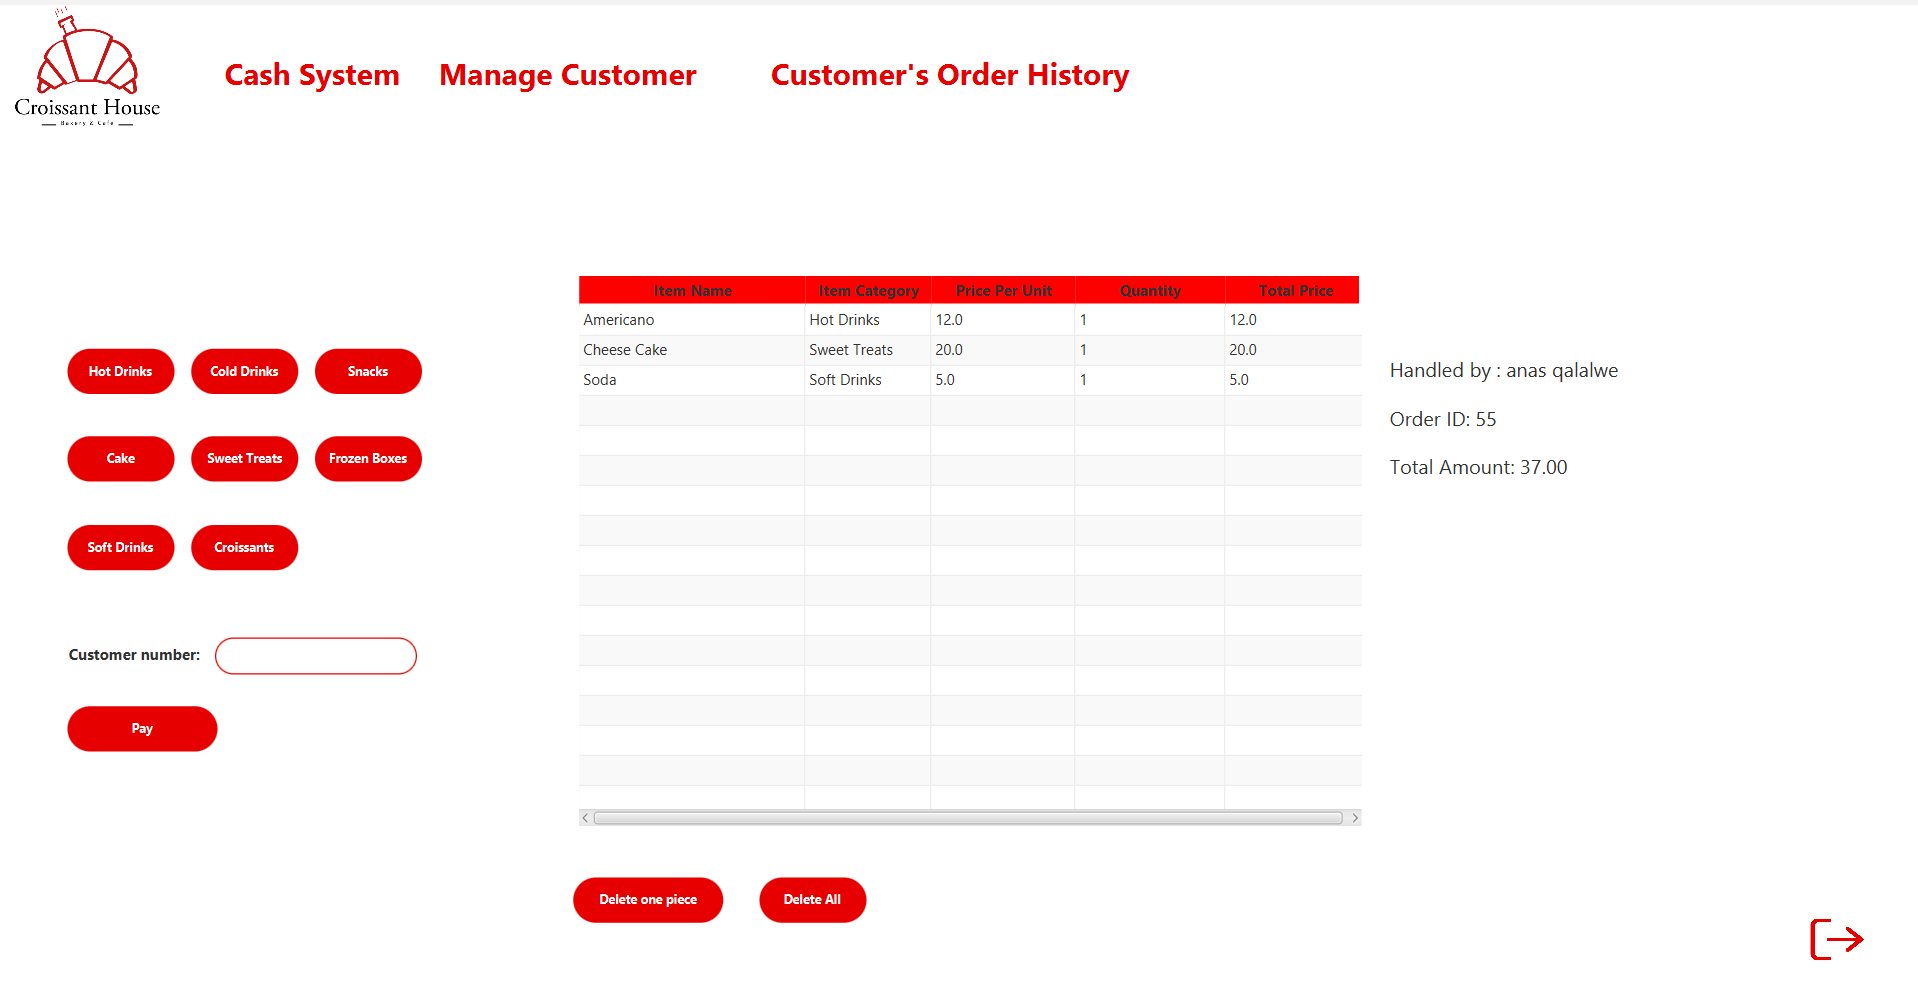 Croissant House
Bakery & Cafe
Cash System Manage Customer Customer's Order History
Item Name Item Category Price Per Unit Quantity Total Price
Americano Hot Drinks 12.0 1 12.0
Cheese Cake Sweet Treats 20.0 1 20.0
Soda Soft Drinks 5.0 1 5.0
Hot Drinks Cold Drinks Snacks
Cake Sweet Treats Frozen Boxes
Soft Drinks Croissants
Customer number:
Pay
Handled by : anas qalalwe
Order ID: 55
Total Amount: 37.00
Delete one piece Delete All